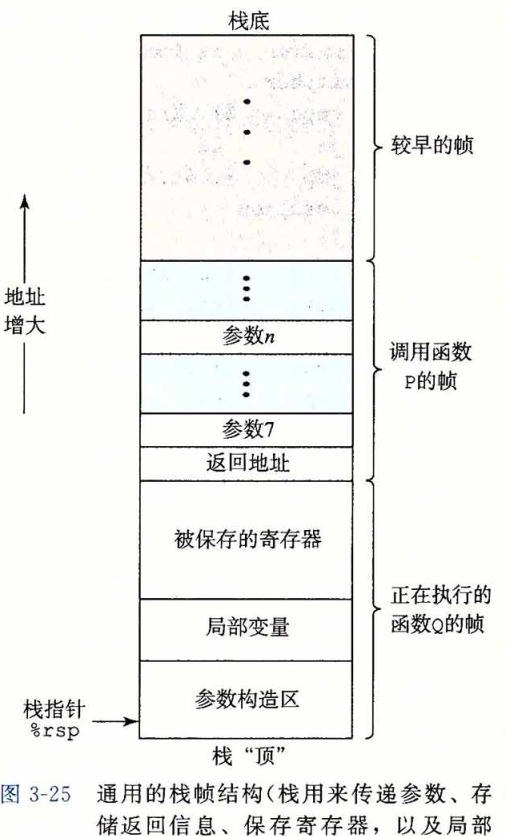 栈底
较早的帧
地址
增大
参数n
调用函数
P的帧
参数7
返回地址
被保存的寄存器
正在执行的
函数Q的帧
局部变量
参数构造区
栈指针
%rsp
栈“顶”
图 3-25 通用的栈帧结构(栈用来传递参数、存
储返回信息、保存寄存器，以及局部